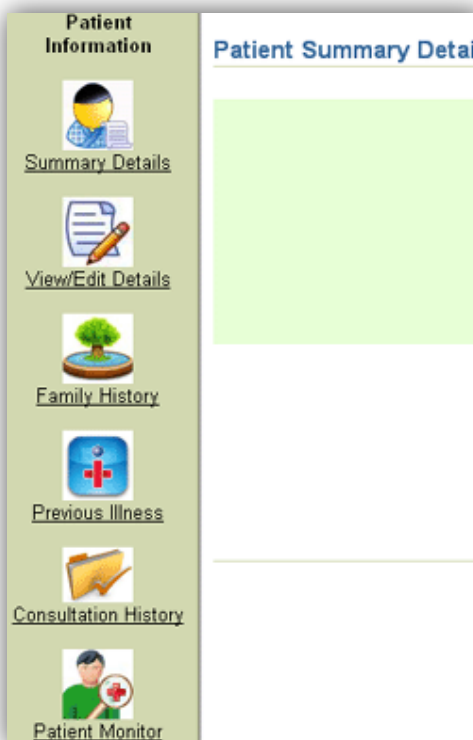 Patient
Information
Patient Summary Detai
Summary Details
View/Edit Details
Family History
Previous Illness
Consultation History
Patient Monitor